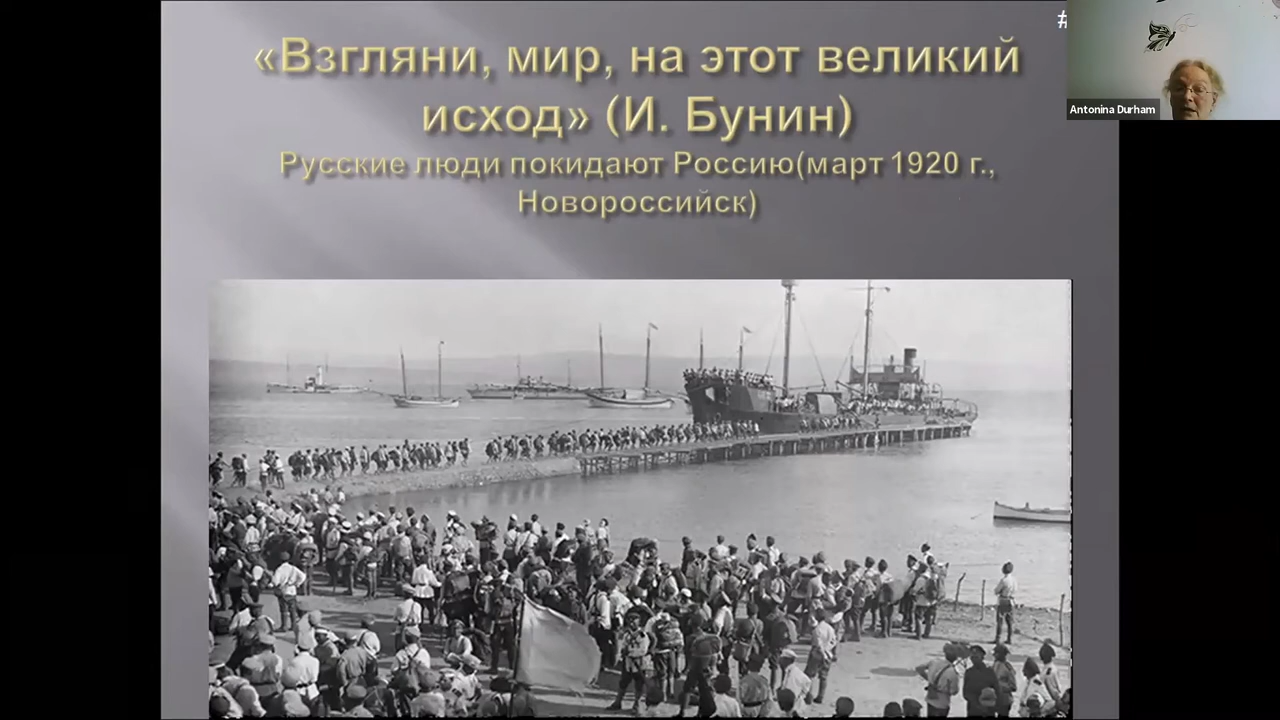 #
«Взгляни, мир, на этот великий
исход» (И. Бунин)
Русские люди покидают Россию(март 1920 г.,
Новороссийск)
Antonina Durham